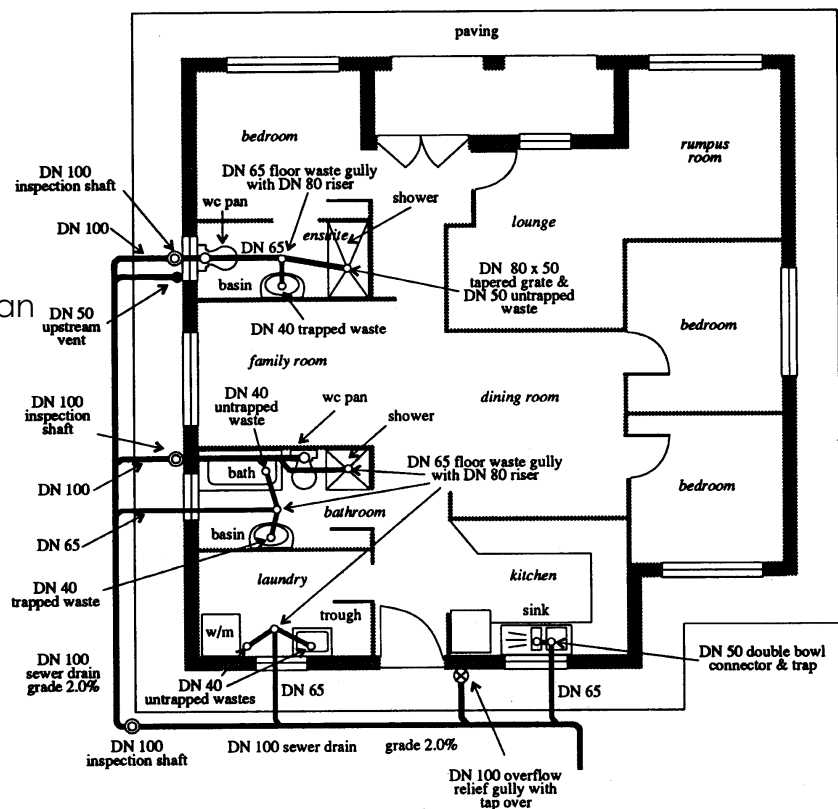 paving
bedroom
rumpus
room
DN 65 floor waste gully
with DN 80 riser
DN 100
inspection shaft
wc pan
shower
lounge
DN 100
DN 65
ensuite
DN 80 x 50
tapered grate &
DN 50 untrapped
waste
basin
an
DN 50
upstream
vent
DN 40 trapped waste
bedroom
family room
DN 40
untrapped
waste
wc pan
shower
dining room
DN 100
inspection
shaft
DN 65 floor waste gully
with DN 80 riser
bath
DN 100
bedroom
bathroom
basin
DN 65
DN 40
trapped waste
laundry
kitchen
sink
trough
w/m
DN 50 double bowl
connector & trap
DN 100
sewer drain
grade 2.0%
DN 40
untrapped wastes
DN 65
DN 65
DN 100
inspection shaft
DN 100 sewer drain
grade 2.0%
DN 100 overflow
relief gully with
tap over